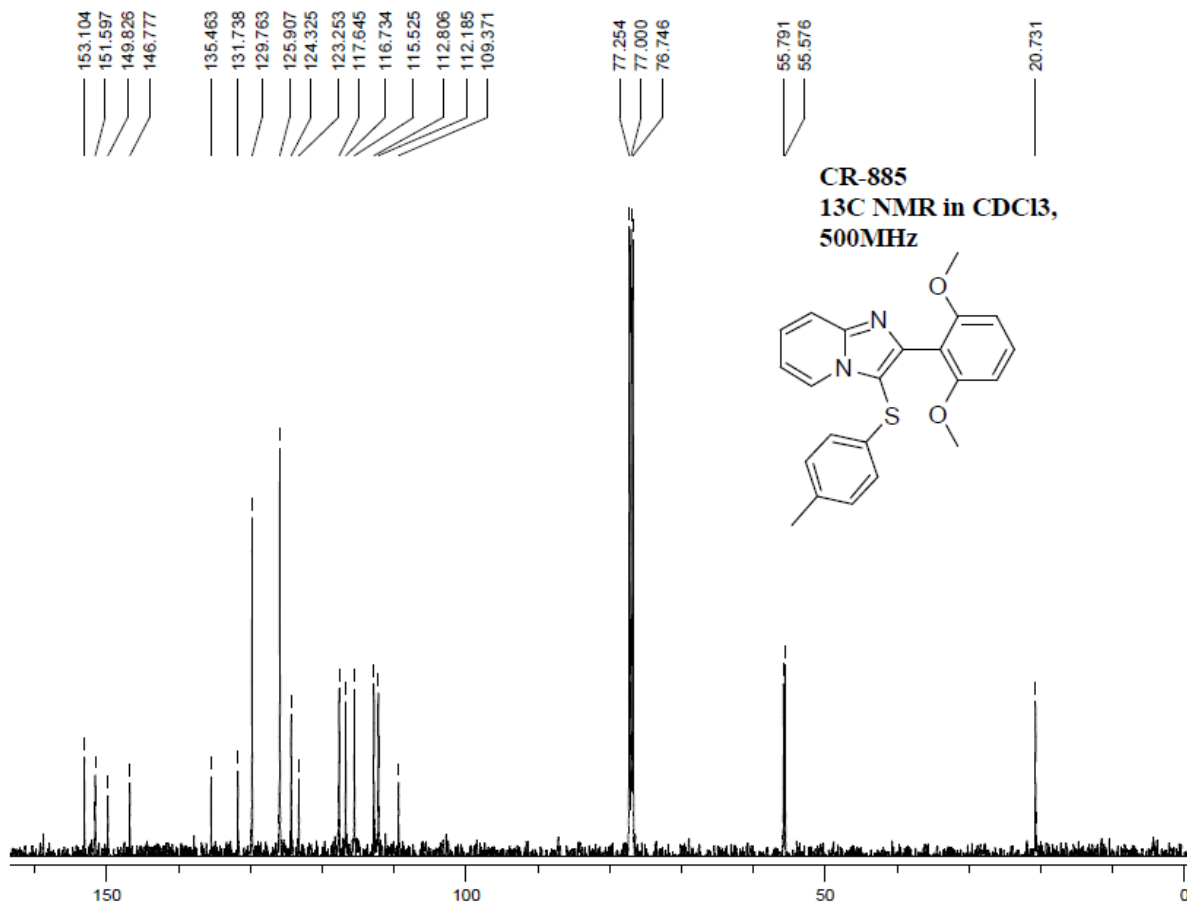 153.104
151.597
149.826
146.777
135.463
131.738
129.763
125.907
124.325
123.253
117.645
116.734
115.525
112.806
112.185
109.371
77.254
77.000
76.746
55.791
55.576
20.731
CR-885
13C NMR in CDCl3,
500MHz
O
N
N
S
O
150 100 50 0